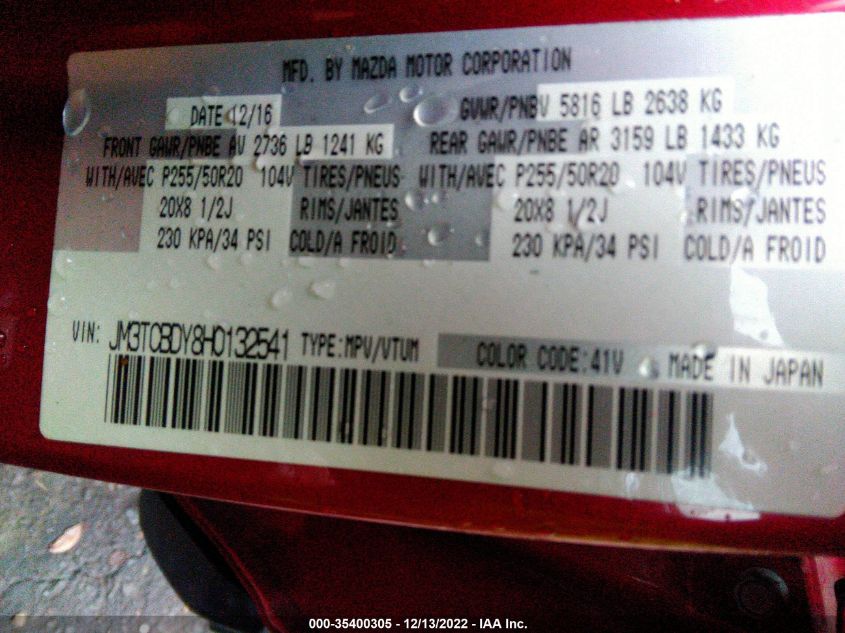 MFD. BY MAZDA MOTOR CORPORATION
DATE 12/16 GVWR/PNBV 5816 LB 2638 KG
FRONT GAWR/PNBE AV 2736 LB 1241 KG REAR GAWR/PNBE AR 3159 LB 1433 KG
WITH/AVEC P255/50R20 104V TIRES/PNEUS WITH/AVEC P255/50R20 104V TIRES/PNEUS
20X8 1/2J RIMS/JANTES 20X8 1/2J RIMS/JANTES
230 KPA/34 PSI COLD/A FROID 230 KPA/34 PSI COLD/A FROID
VIN: JM3TCBDY8H0132541 TYPE:MPV/VTUM COLOR CODE:41V MADE IN JAPAN
000-35400305 - 12/13/2022 - IAA Inc.